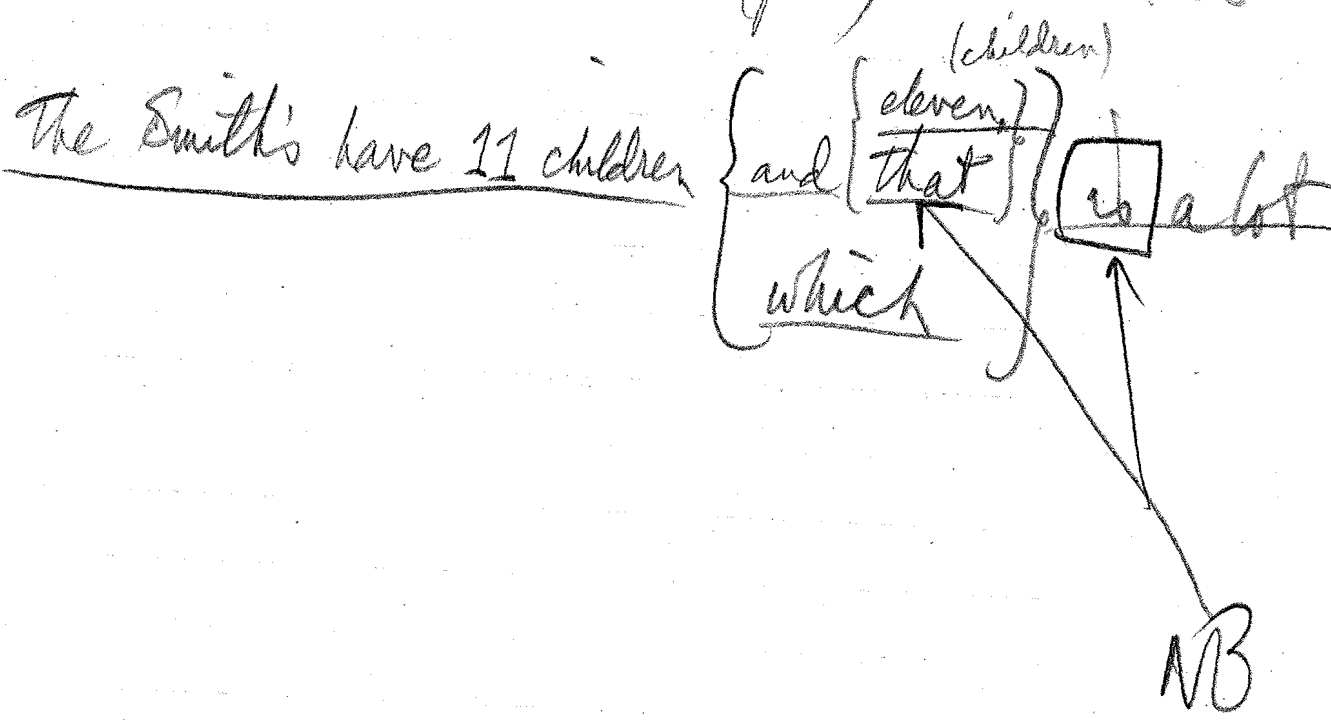 (children)
The Smith's have 11 children { and { eleven, } } is a lot
that
which
NB